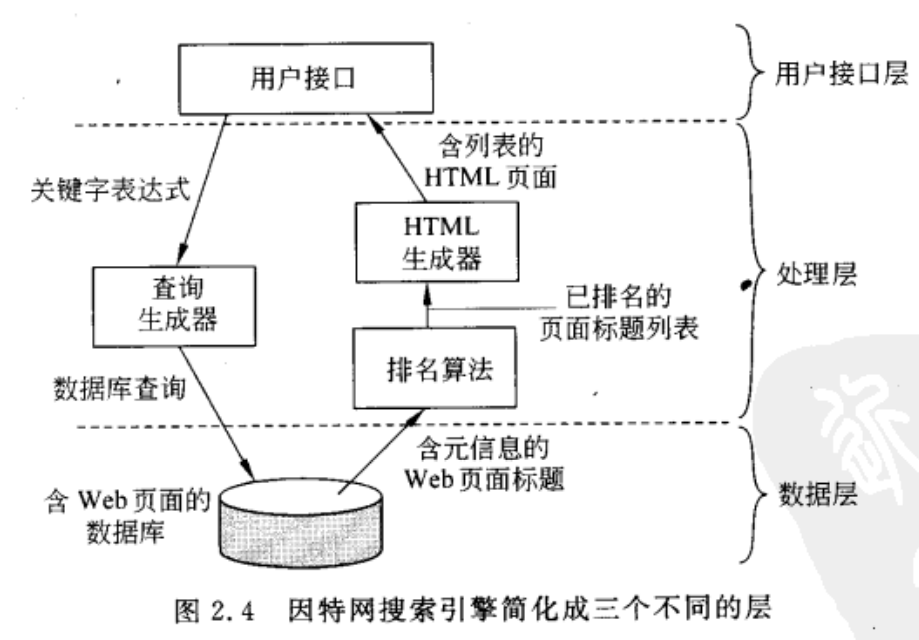 用户接口
用户接口层
含列表的
HTML 页面
关键字表达式
HTML
生成器
查询
生成器
处理层
已排名的
页面标题列表
排名算法
数据库查询
含元信息的
Web 页面标题
含 Web 页面的
数据库
数据层
图 2.4 因特网搜索引擎简化成三个不同的层